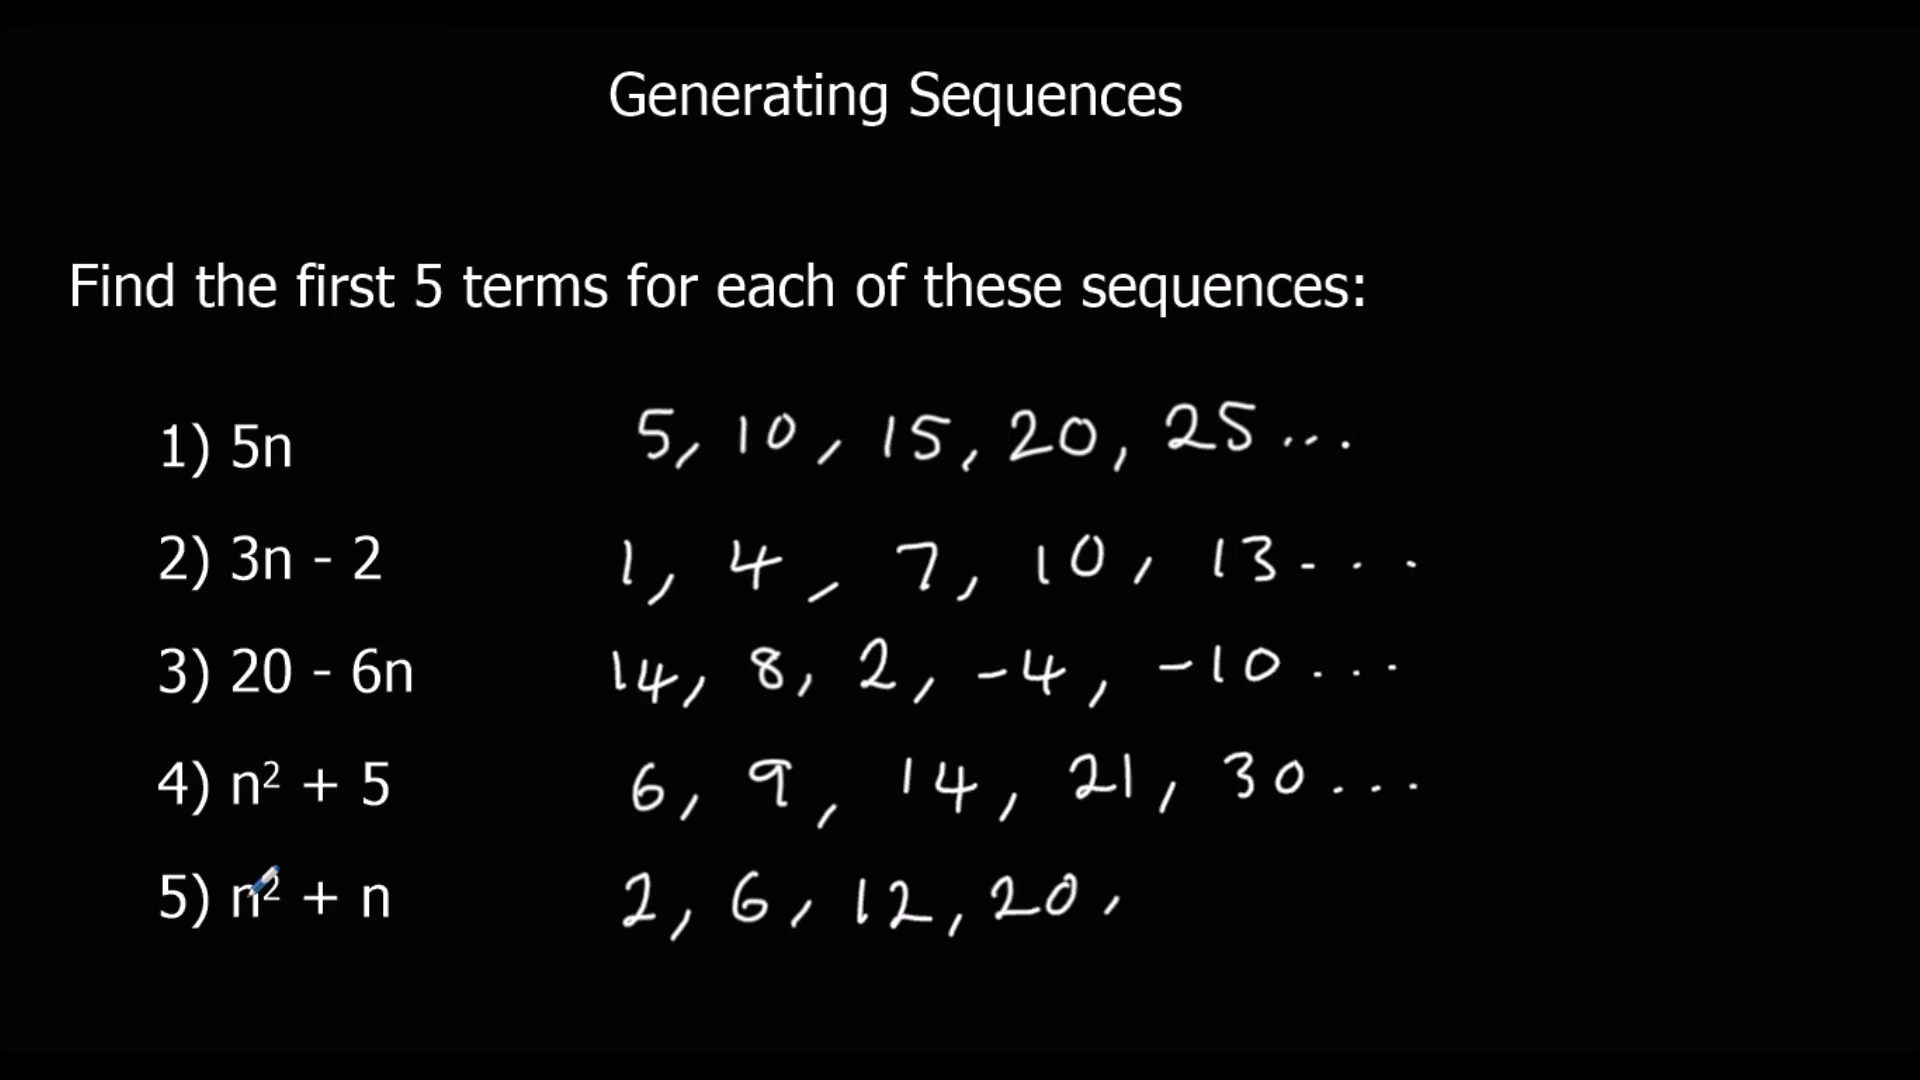 Generating Sequences
Find the first 5 terms for each of these sequences:
1) 5n 5, 10, 15, 20, 25...
2) 3n - 2 1, 4, 7, 10, 13...
3) 20 - 6n 14, 8, 2, -4, -10...
4) n² + 5 6, 9, 14, 21, 30...
5) n² + n 2, 6, 12, 20,